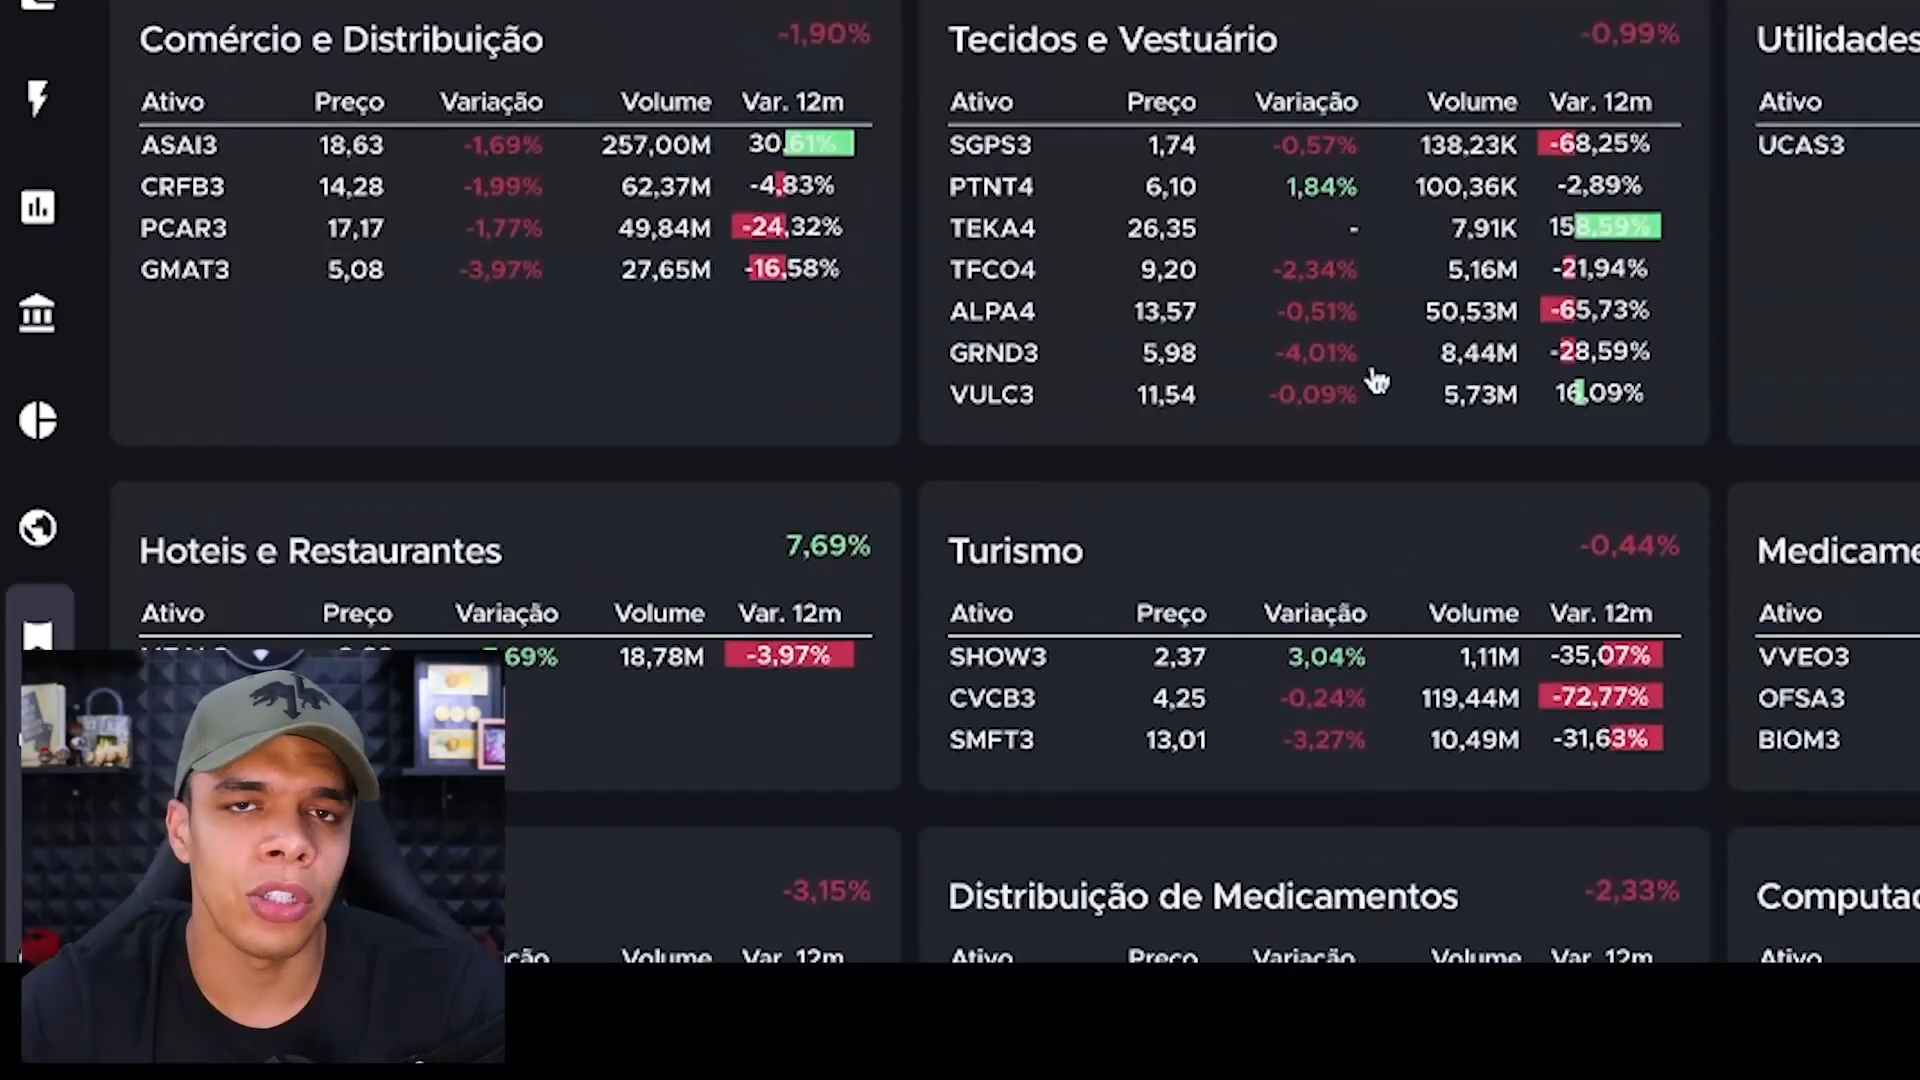 Comércio e Distribuição -1,90%
Ativo Preço Variação Volume Var. 12m
ASAI3 18,63 -1,69% 257,00M 30,61%
CRFB3 14,28 -1,99% 62,37M -4,83%
PCAR3 17,17 -1,77% 49,84M -24,32%
GMAT3 5,08 -3,97% 27,65M -16,58%
Tecidos e Vestuário -0,99%
Ativo Preço Variação Volume Var. 12m
SGPS3 1,74 -0,57% 138,23K -68,25%
PTNT4 6,10 1,84% 100,36K -2,89%
TEKA4 26,35 - 7,91K 158,59%
TFCO4 9,20 -2,34% 5,16M -21,94%
ALPA4 13,57 -0,51% 50,53M -65,73%
GRND3 5,98 -4,01% 8,44M -28,59%
VULC3 11,54 -0,09% 5,73M 16,09%
Utilidades
Ativo
UCAS3
Hoteis e Restaurantes 7,69%
Ativo Preço Variação Volume Var. 12m
69% 18,78M -3,97%
Turismo -0,44%
Ativo Preço Variação Volume Var. 12m
SHOW3 2,37 3,04% 1,11M -35,07%
CVCB3 4,25 -0,24% 119,44M -72,77%
SMFT3 13,01 -3,27% 10,49M -31,63%
Medicame
Ativo
VVEO3
OFSA3
BIOM3
-3,15%
Volume Var. 12m
Distribuição de Medicamentos -2,33%
Ativo Preço Variação Volume Var. 12m
Computad
Ativo